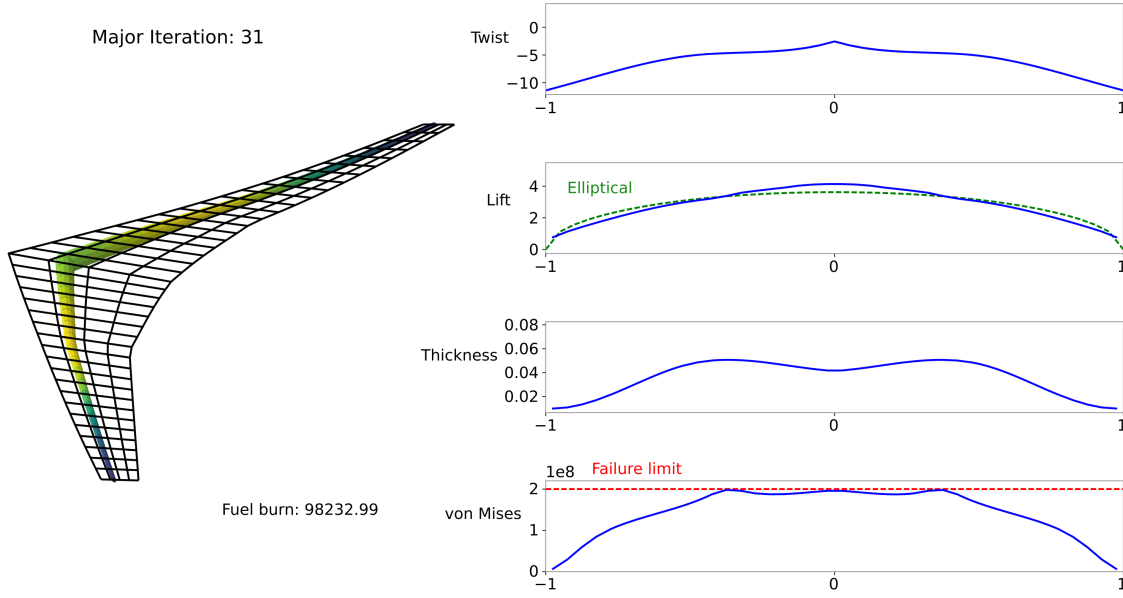 Major Iteration: 31
Twist
0
−5
−10
−1
0
1
Lift
Elliptical
4
2
0
−1
0
1
Thickness
0.08
0.06
0.04
0.02
−1
0
1
1e8
Failure limit
von Mises
2
1
0
−1
0
1
Fuel burn: 98232.99